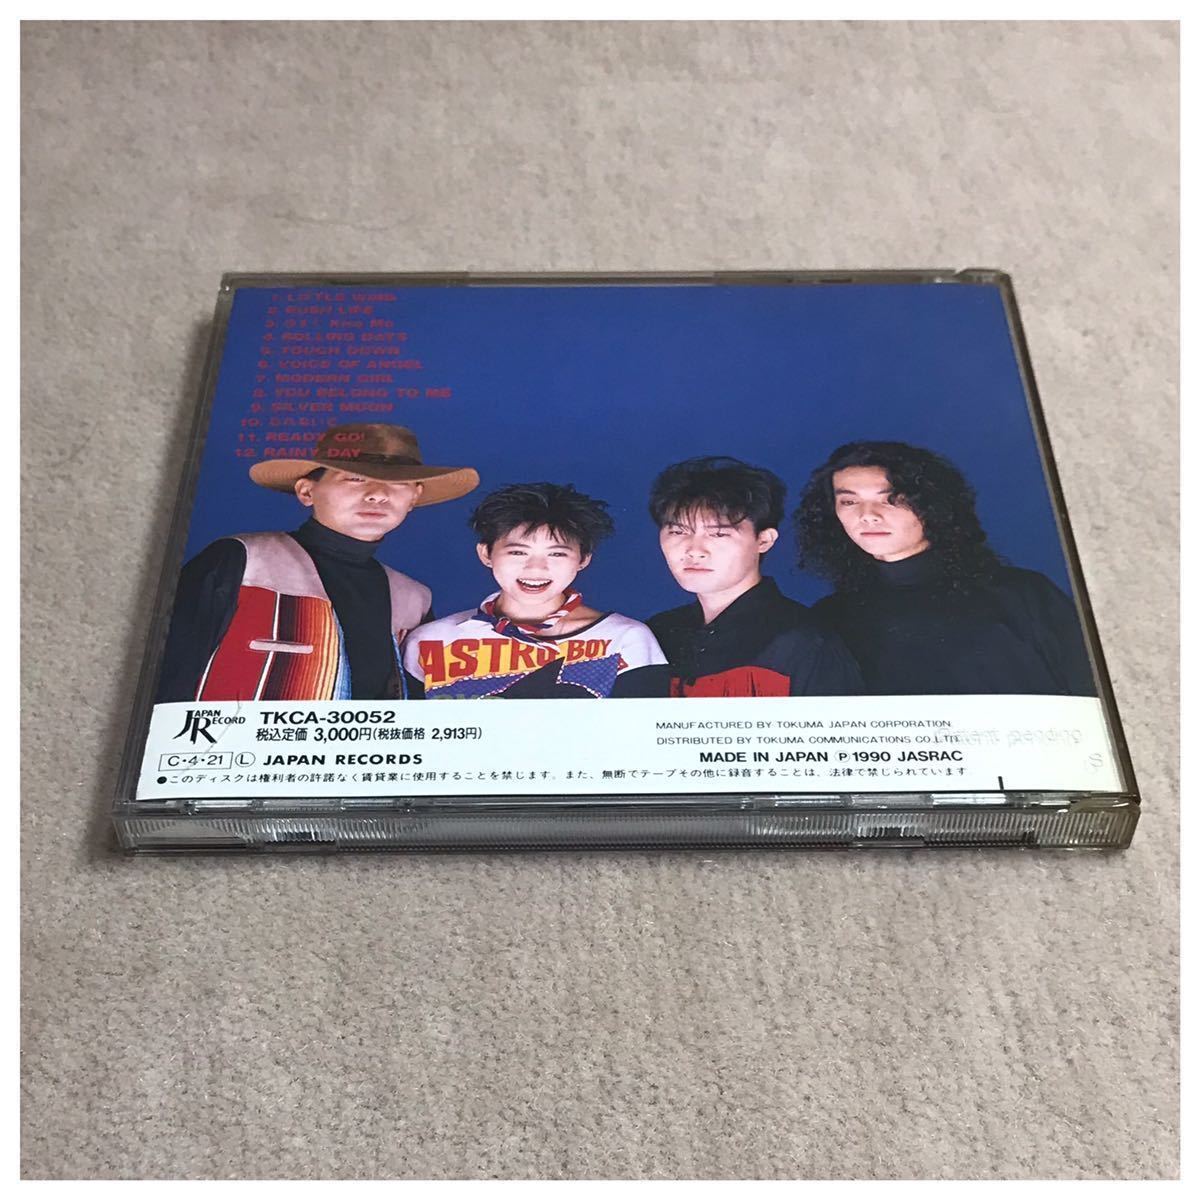 1. LITTLE WING
2. RUSH LIFE
3. Kiss Me
4. ROLLING DAYS
5. TOUCH DOWN
6. VOICE OF ANGEL
7. MODERN GIRL
8. YOU BELONG TO ME
9. SILVER MOON
10.
11. READY GO!
12. RAINY DAY
ASTRO BOY
JAPAN RECORD
TKCA-30052
税込定価 3,000円(税抜価格 2,913円)
C・4・21 Ⓛ JAPAN RECORDS
MANUFACTURED BY TOKUMA JAPAN CORPORATION.
DISTRIBUTED BY TOKUMA COMMUNICATIONS CO., LTD.
Patent pending
MADE IN JAPAN Ⓟ1990 JASRAC
S
●このディスクは権利者の許諾なく賃貸業に使用することを禁じます。また、無断でテープその他に録音することは、法律で禁じられています。